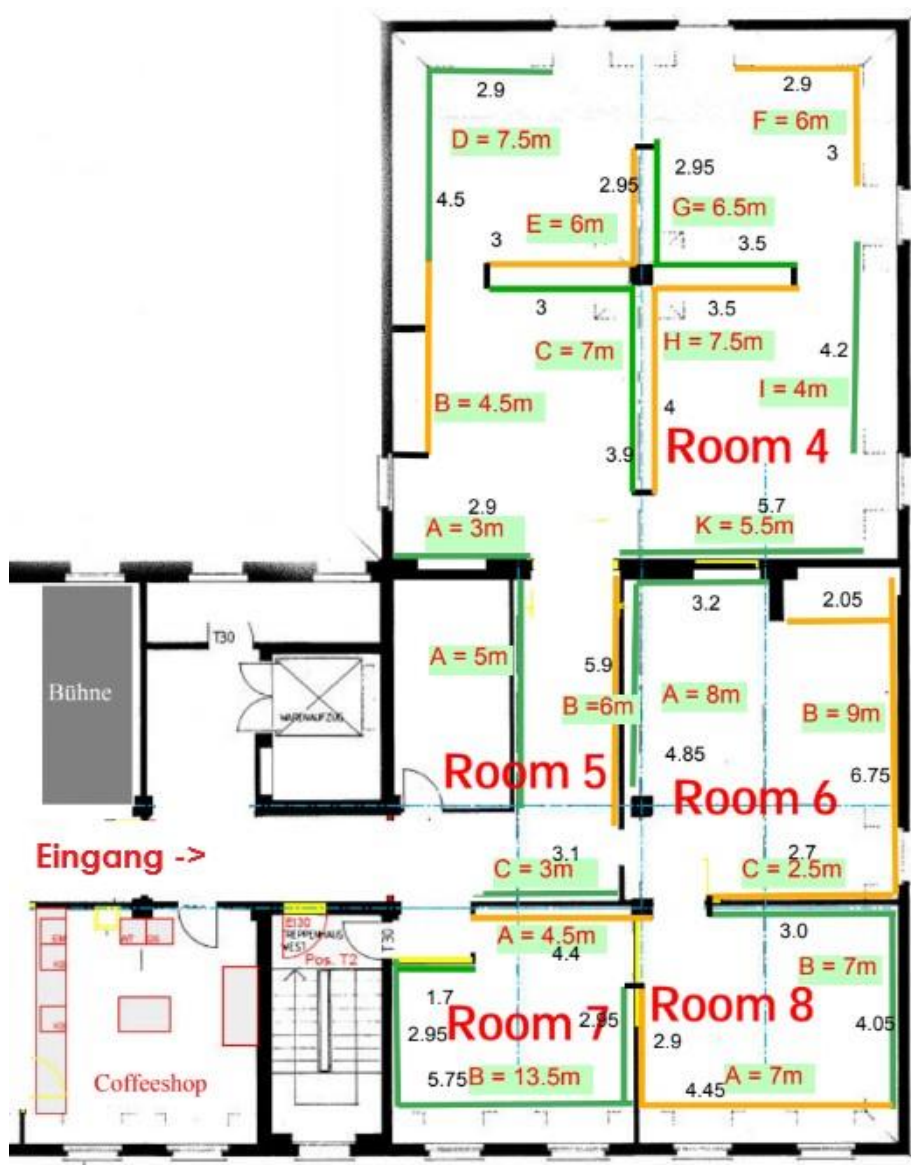 2.9
2.9
F = 6m
D = 7.5m
3
2.95
2.95
4.5
G= 6.5m
E = 6m
3
3.5
3
3.5
C = 7m
H = 7.5m
4.2
I = 4m
B = 4.5m
4
Room 4
3.9
2.9
5.7
A = 3m
K = 5.5m
3.2
2.05
T30
A = 5m
5.9
Bühne
A = 8m
B =6m
B = 9m
WARENAUFZUG
4.85
Room 5
6.75
Room 6
Eingang ->
3.1
2.7
C = 3m
C = 2.5m
EI30
TREPPENHAUS
WEST
T30
A = 4.5m
3.0
4.4
Pos. T2
B = 7m
1.7
Room 7
Room 8
2.95
2.95
4.05
2.9
Coffeeshop
5.75
B = 13.5m
4.45
A = 7m